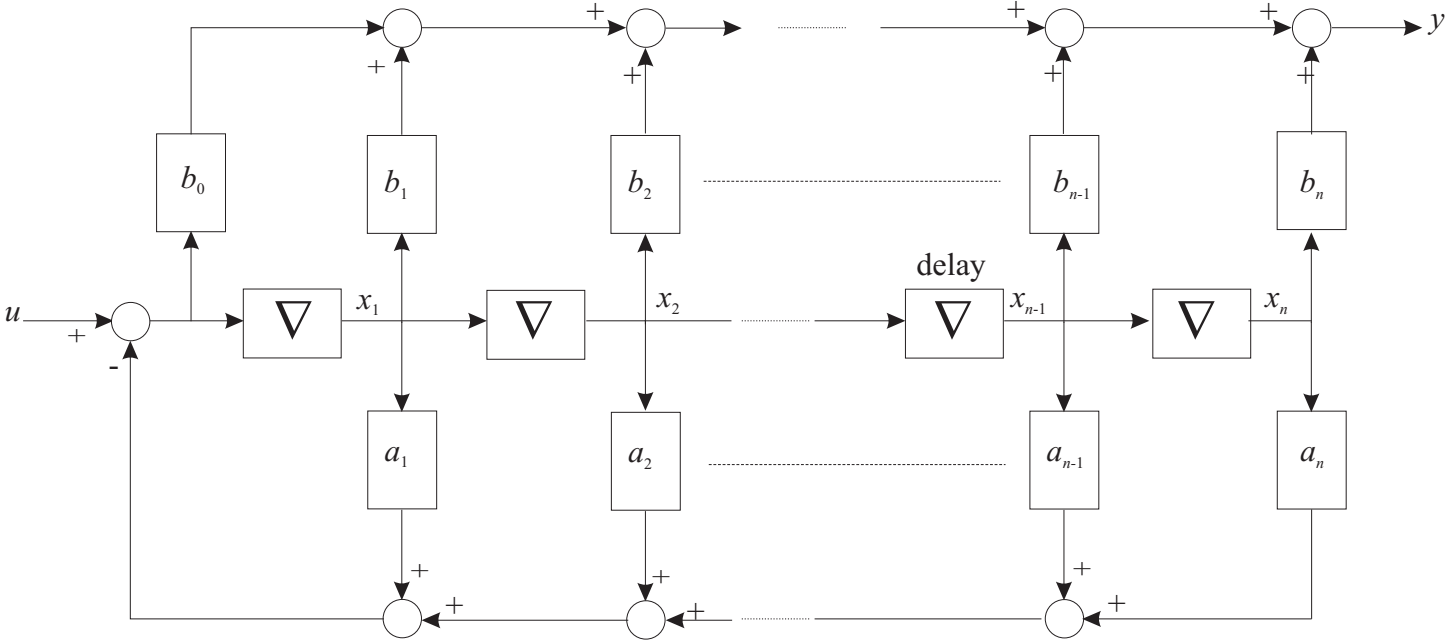 + + + + y
+ + + +
b₀ b₁ b₂ bₙ₋₁ bₙ
delay
u + ∇ x₁ ∇ x₂ ∇ xₙ₋₁ ∇ xₙ
-
a₁ a₂ aₙ₋₁ aₙ
+ + +
+ + +